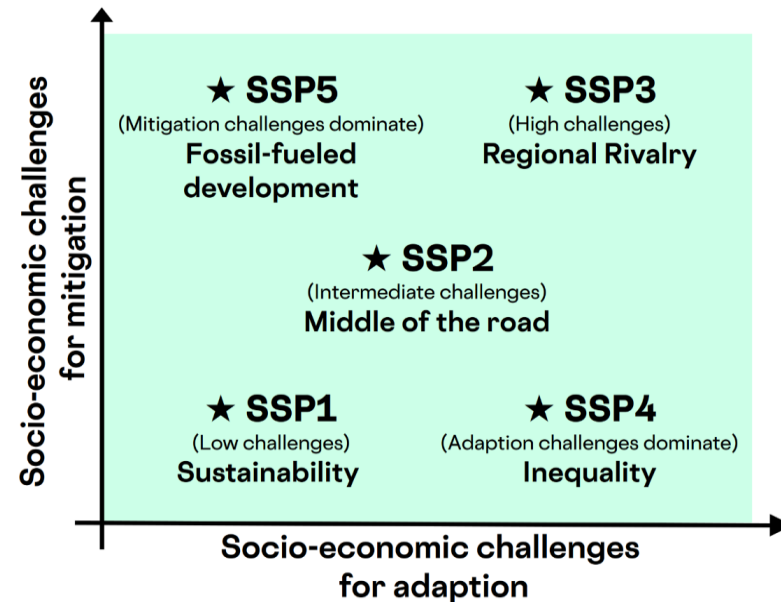 Socio-economic challenges
for mitigation
★ SSP5
(Mitigation challenges dominate)
Fossil-fueled
development
★ SSP3
(High challenges)
Regional Rivalry
★ SSP2
(Intermediate challenges)
Middle of the road
★ SSP1
(Low challenges)
Sustainability
★ SSP4
(Adaption challenges dominate)
Inequality
Socio-economic challenges
for adaption